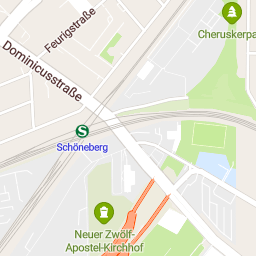 Feurigstraße
Cheruskerpa
Dominicusstraße
S
Schöneberg
Neuer Zwölf-
Apostel-Kirchhof